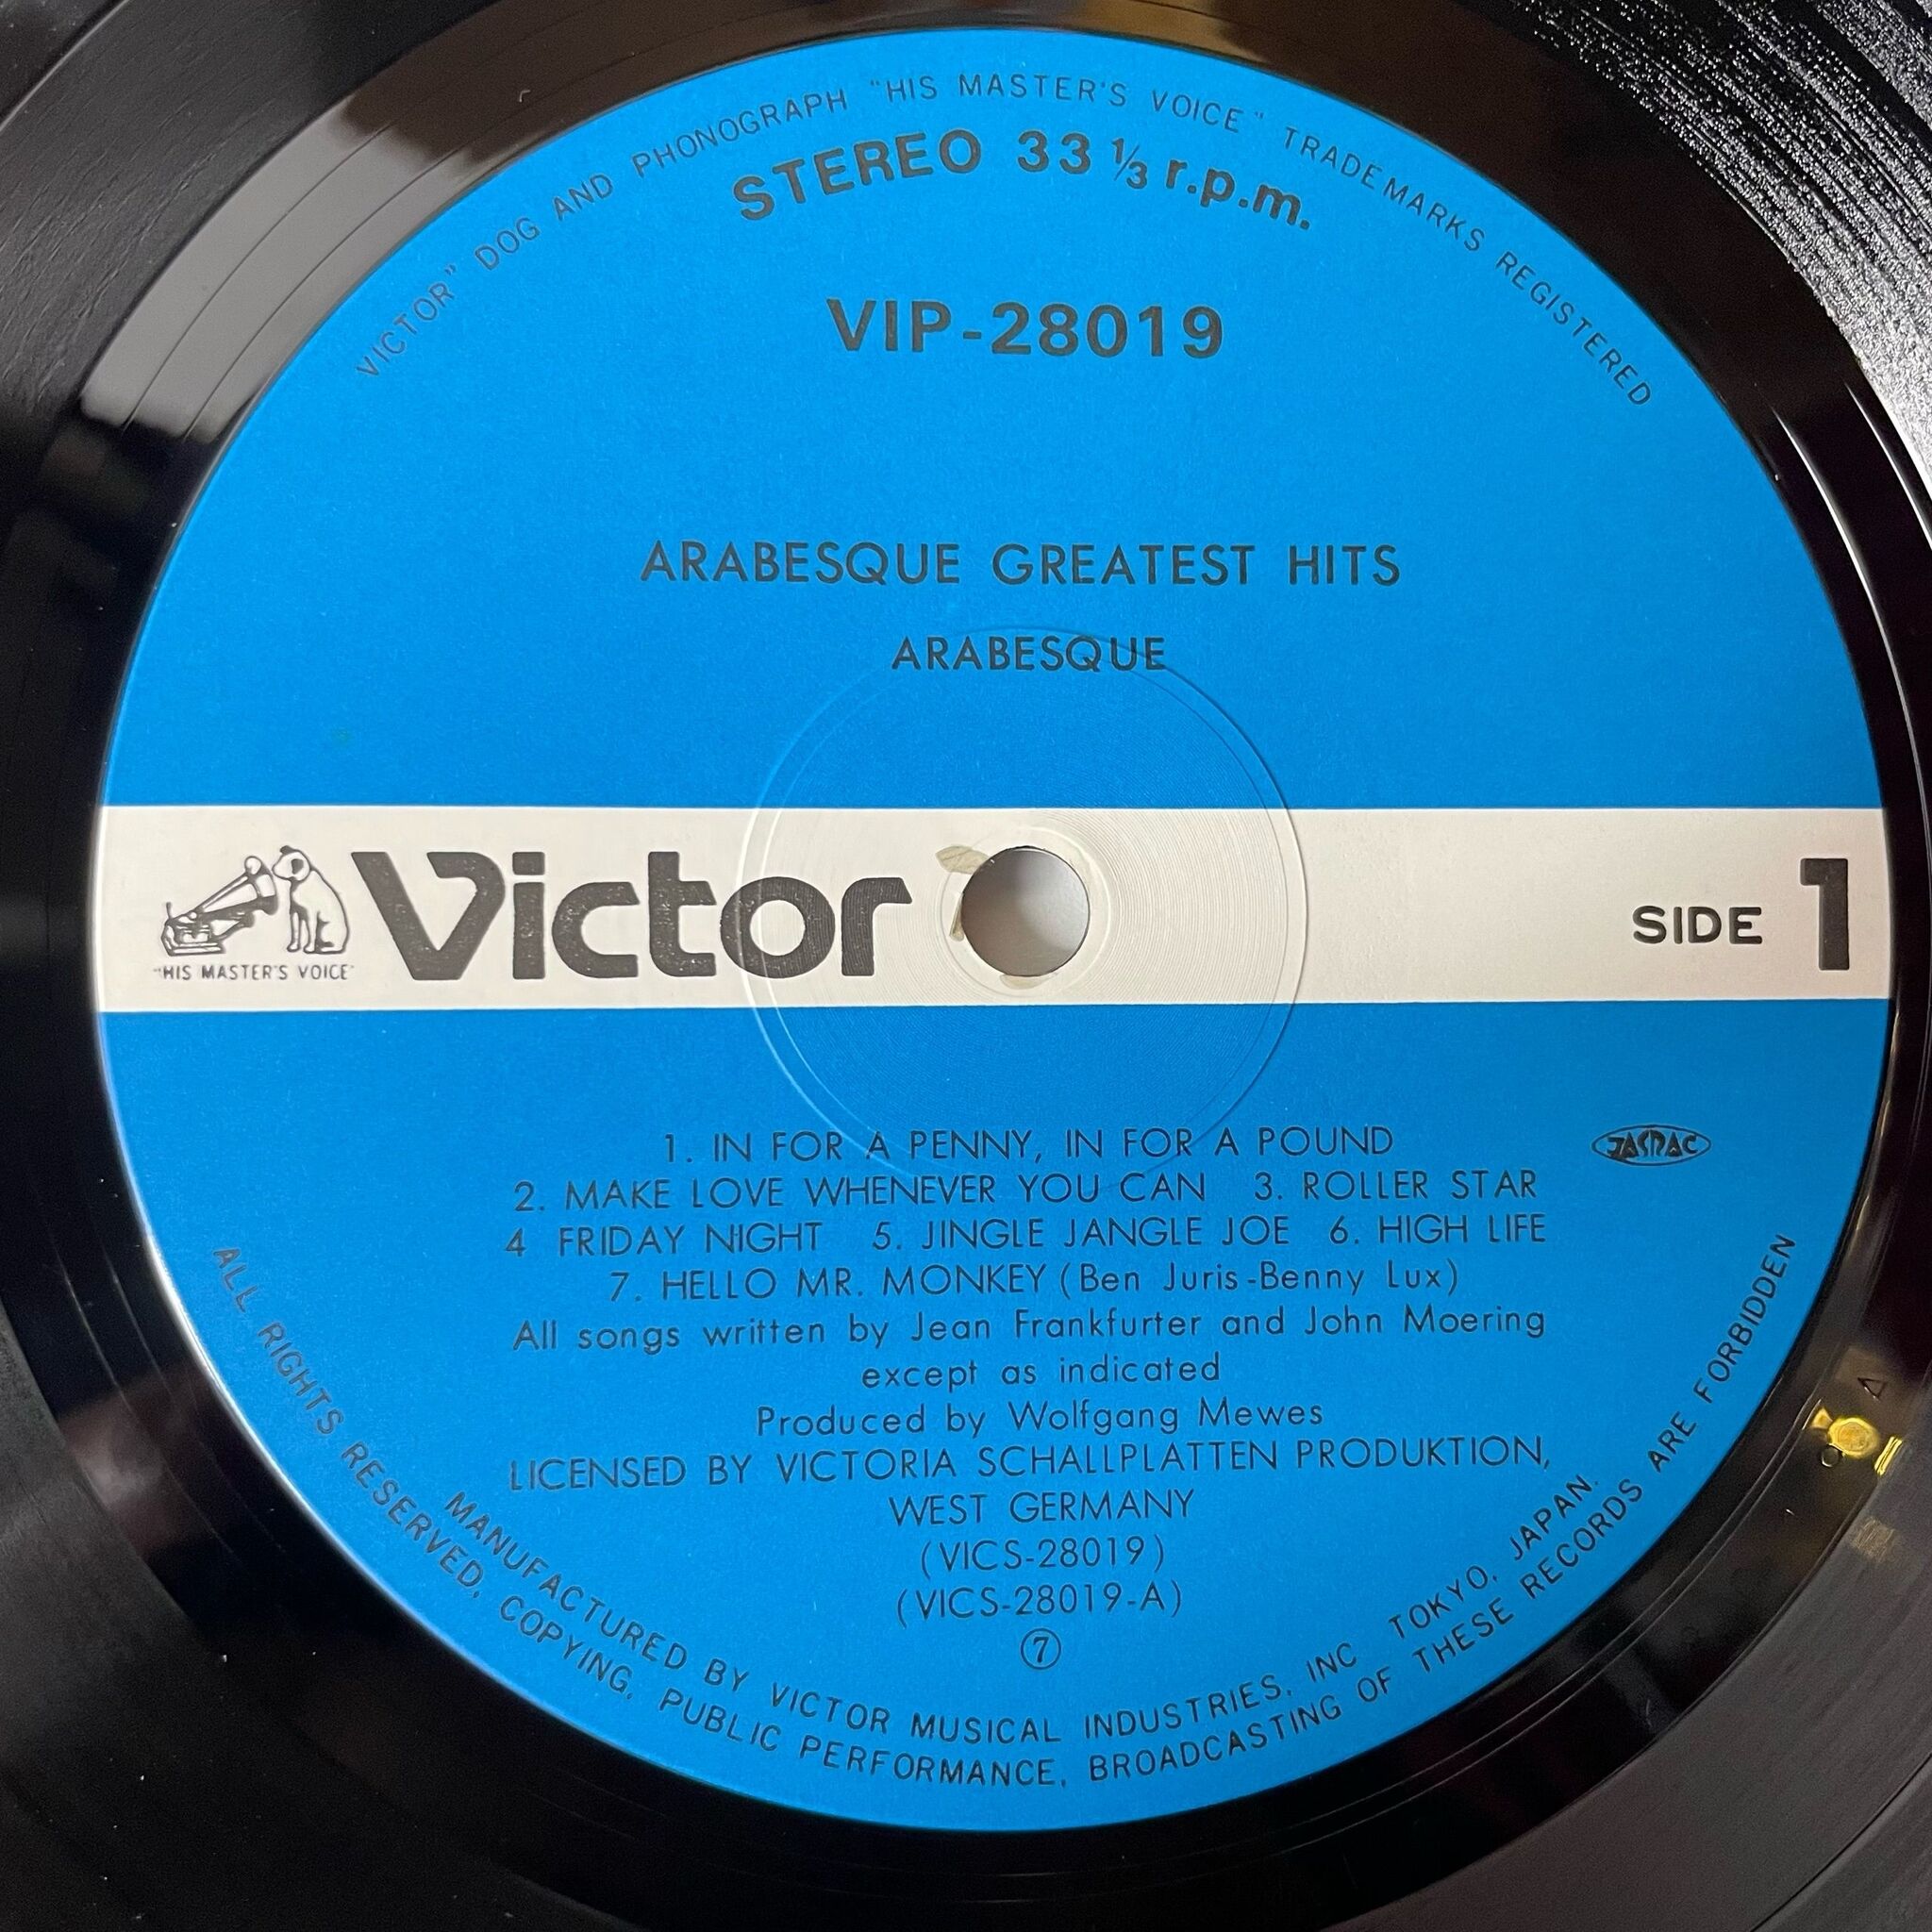 VICTOR" DOG AND PHONOGRAPH "HIS MASTER'S VOICE" TRADEMARKS REGISTERED
STEREO 33 1/3 r.p.m.
VIP-28019
ARABESQUE GREATEST HITS
ARABESQUE
"HIS MASTER'S VOICE"
Victor
SIDE 1
1. IN FOR A PENNY, IN FOR A POUND
JASRAC
2. MAKE LOVE WHENEVER YOU CAN 3. ROLLER STAR
4 FRIDAY NIGHT 5. JINGLE JANGLE JOE 6. HIGH LIFE
7. HELLO MR. MONKEY (Ben Juris-Benny Lux)
All songs written by Jean Frankfurter and John Moering
except as indicated
Produced by Wolfgang Mewes
LICENSED BY VICTORIA SCHALLPLATTEN PRODUKTION,
WEST GERMANY
(VICS-28019)
(VICS-28019-A)
⑦
MANUFACTURED BY VICTOR MUSICAL INDUSTRIES, INC TOKYO, JAPAN.
ALL RIGHTS RESERVED, COPYING, PUBLIC PERFORMANCE, BROADCASTING OF THESE RECORDS ARE FORBIDDEN